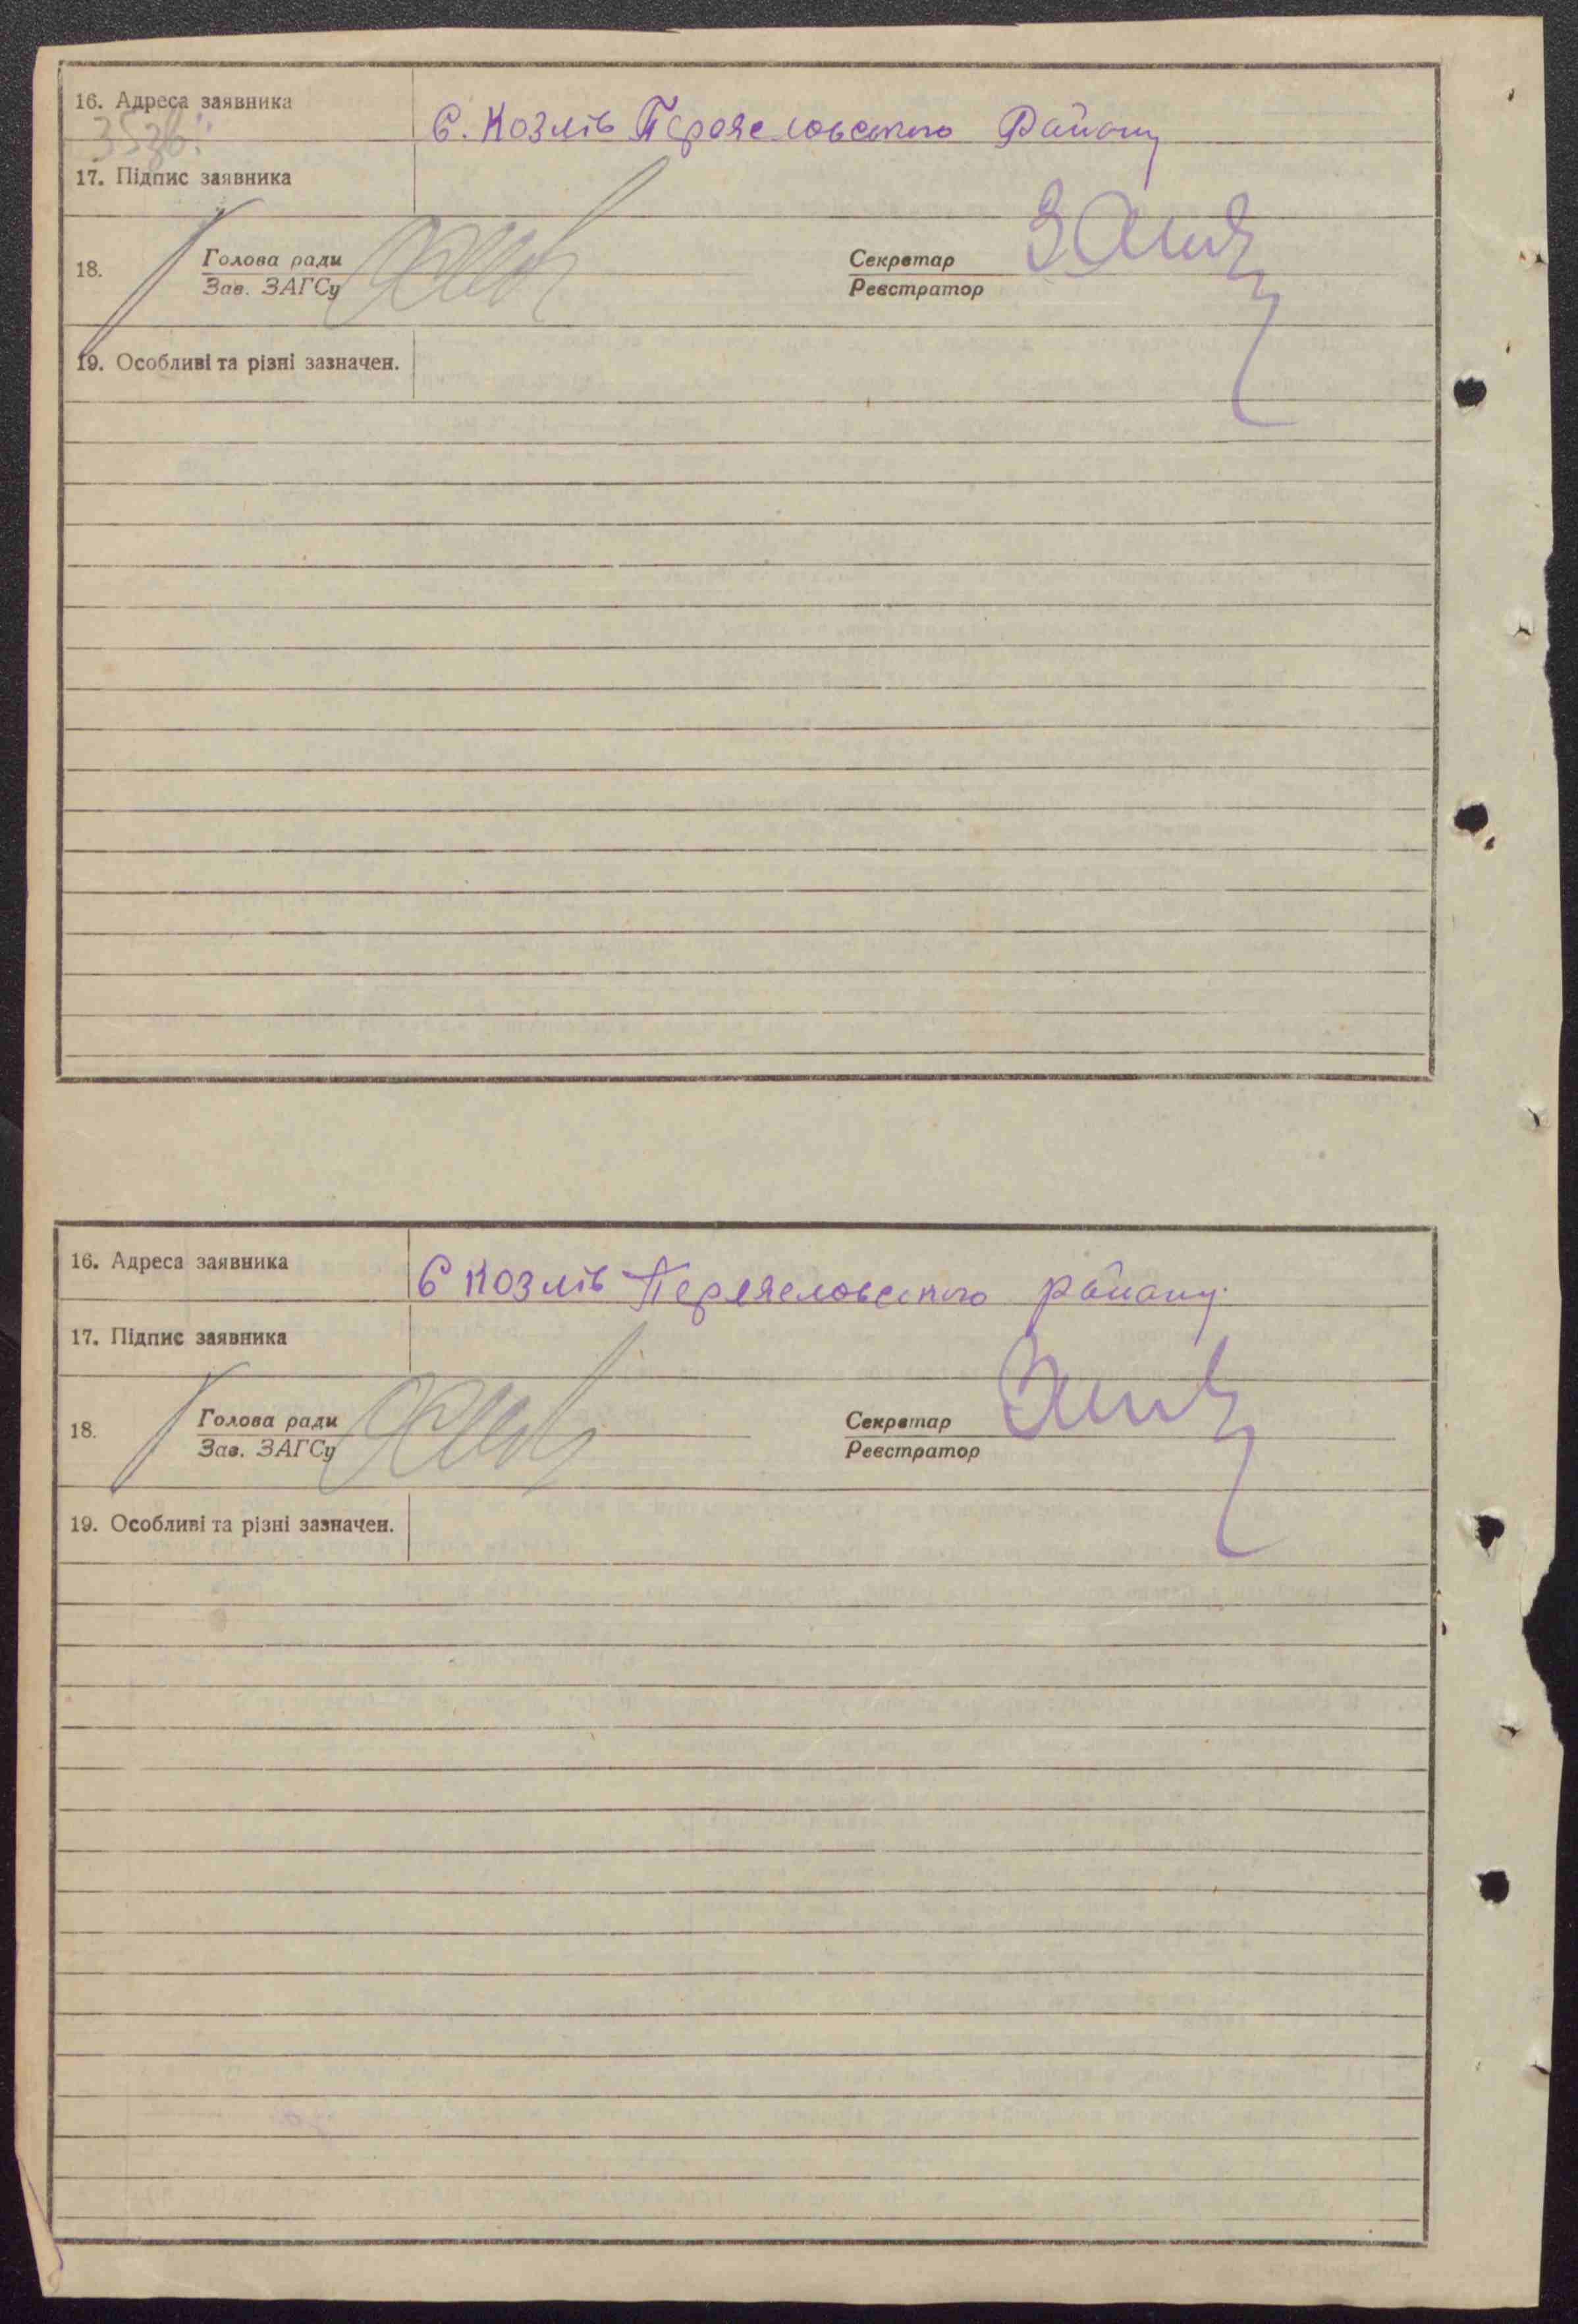 16. Адреса заявника
С. Козлів Переяславського Району
17. Підпис заявника
18. Голова ради Секретар
Зав. ЗАГСу Реєстратор
19. Особливі та різні зазначен.
16. Адреса заявника
С Козлів Переяславського району
17. Підпис заявника
18. Голова ради Секретар
Зав. ЗАГСу Реєстратор
19. Особливі та різні зазначен.